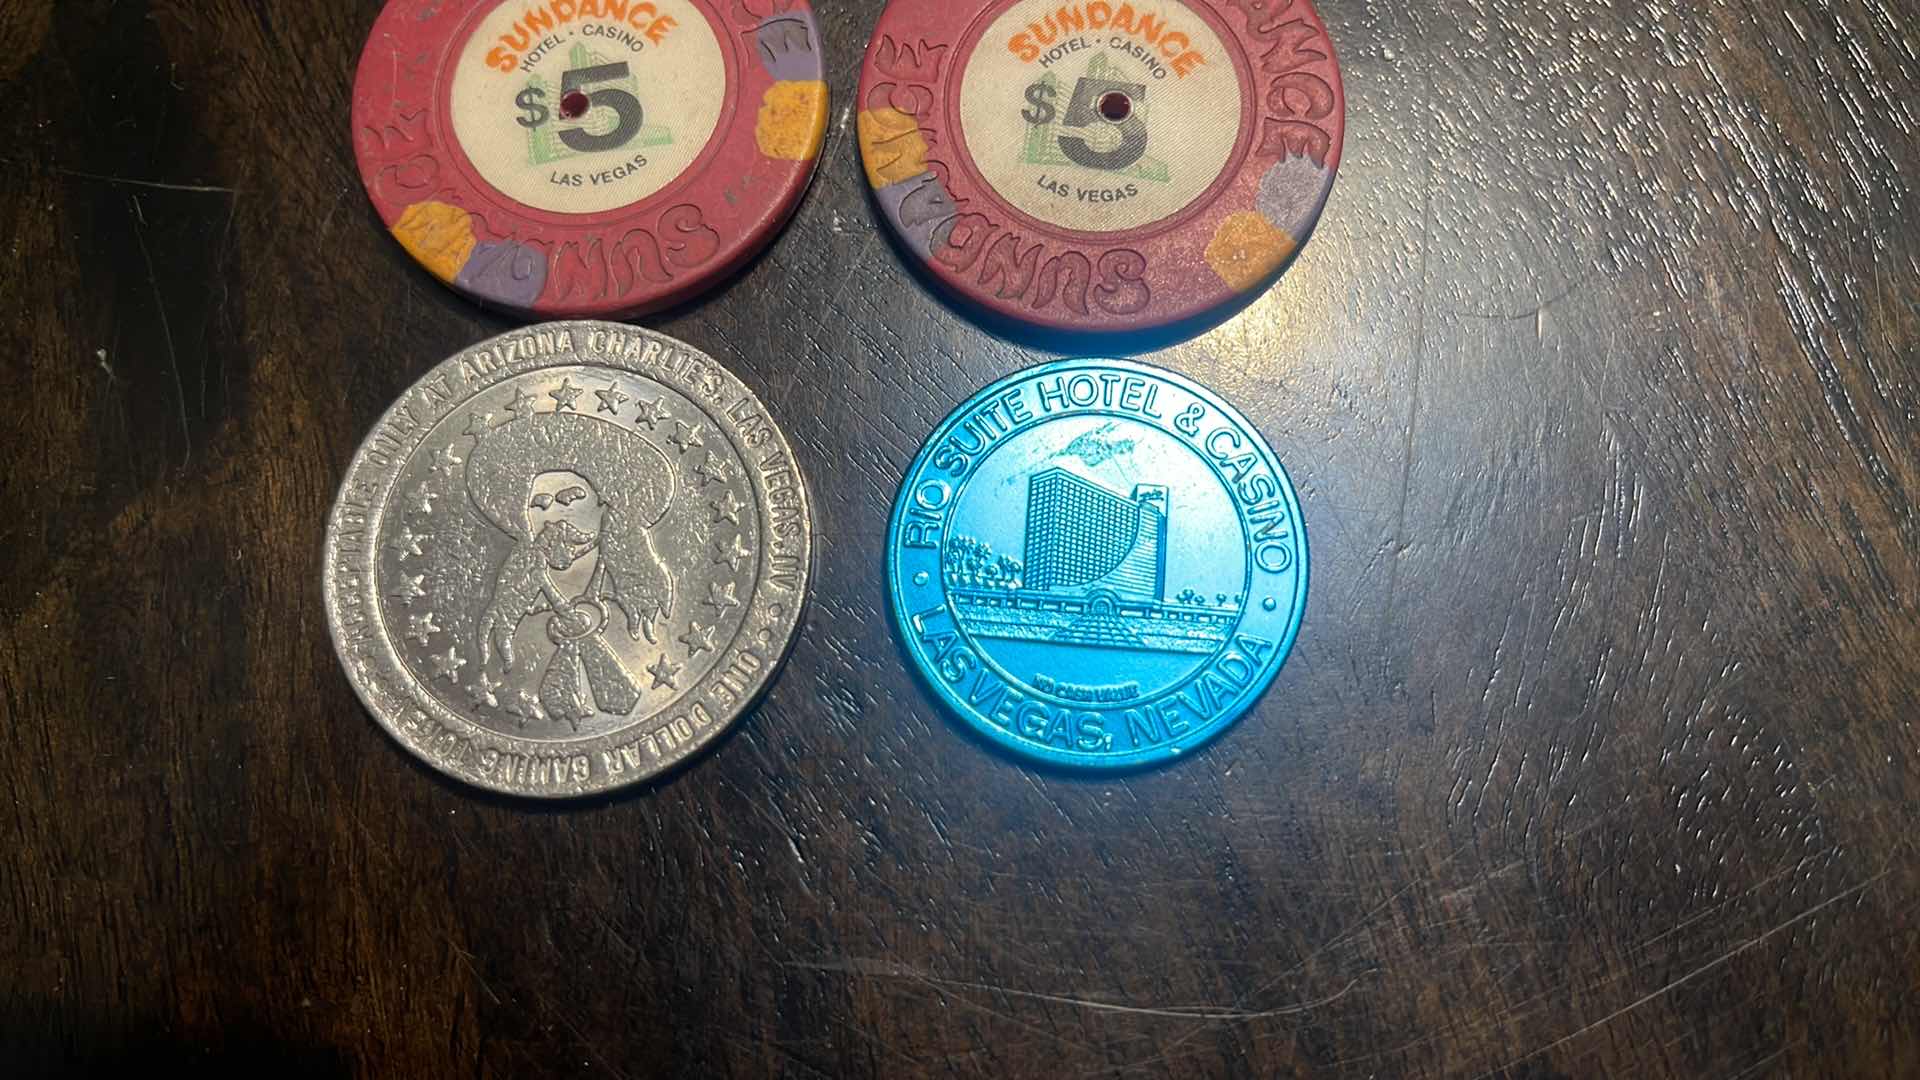 SUNDANCE
HOTEL · CASINO
$5
LAS VEGAS
SUNDANCE
SUNDANCE
HOTEL · CASINO
$5
LAS VEGAS
SUNDANCE
SUNDANCE
ACCEPTABLE ONLY AT ARIZONA CHARLIE'S, LAS VEGAS, NV
ONE DOLLAR GAMING TOKEN
RIO SUITE HOTEL & CASINO
NO CASH VALUE
LAS VEGAS, NEVADA